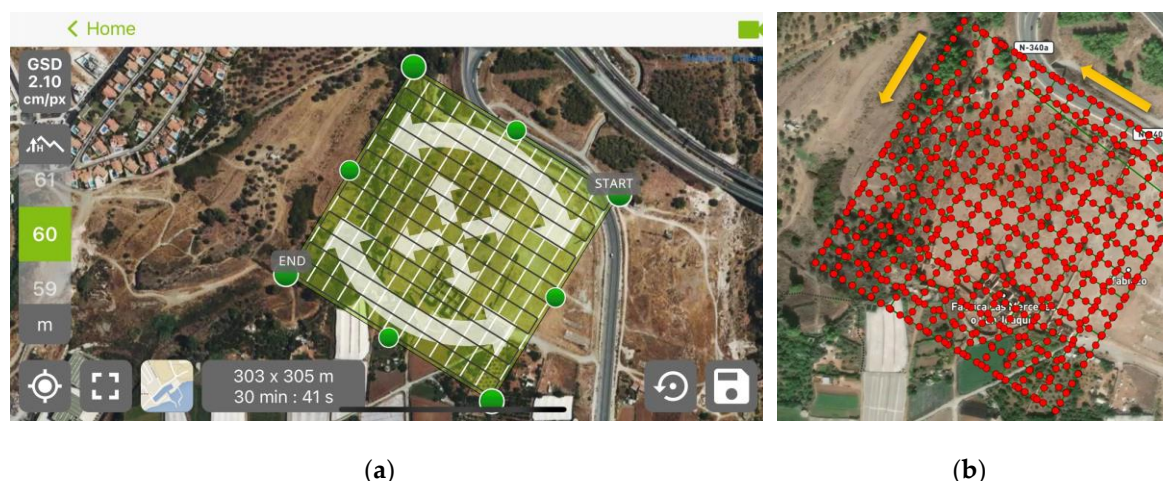 Home
GSD
2.10
cm/px
H
61
60
59
m
START
END
303 x 305 m
30 min : 41 s
N-340a
(a)
(b)